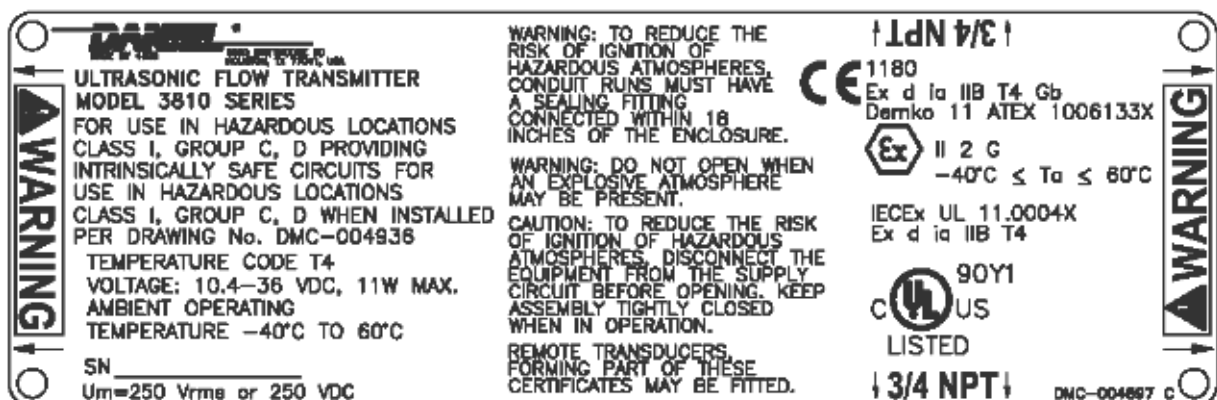 DANIEL
ULTRASONIC FLOW TRANSMITTER
MODEL 3810 SERIES
FOR USE IN HAZARDOUS LOCATIONS
CLASS I, GROUP C, D PROVIDING
INTRINSICALLY SAFE CIRCUITS FOR
USE IN HAZARDOUS LOCATIONS
CLASS I, GROUP C, D WHEN INSTALLED
PER DRAWING No. DMC-004936
TEMPERATURE CODE T4
VOLTAGE: 10.4-36 VDC, 11W MAX.
AMBIENT OPERATING
TEMPERATURE -40°C TO 60°C
SN
Um=250 Vrms or 250 VDC
WARNING
WARNING: TO REDUCE THE
RISK OF IGNITION OF
HAZARDOUS ATMOSPHERES,
CONDUIT RUNS MUST HAVE
A SEALING FITTING
CONNECTED WITHIN 18
INCHES OF THE ENCLOSURE.
WARNING: DO NOT OPEN WHEN
AN EXPLOSIVE ATMOSPHERE
MAY BE PRESENT.
CAUTION: TO REDUCE THE RISK
OF IGNITION OF HAZARDOUS
ATMOSPHERES, DISCONNECT THE
EQUIPMENT FROM THE SUPPLY
CIRCUIT BEFORE OPENING. KEEP
ASSEMBLY TIGHTLY CLOSED
WHEN IN OPERATION.
REMOTE TRANSDUCERS,
FORMING PART OF THESE
CERTIFICATES MAY BE FITTED.
3/4 NPT
CE 1180
Ex d ia IIB T4 Gb
Demko 11 ATEX 1006133X
Ex II 2 G
-40°C ≤ Ta ≤ 60°C
IECEx UL 11.0004X
Ex d ia IIB T4
90Y1
C UL US
LISTED
3/4 NPT
DMC-004697 C
WARNING